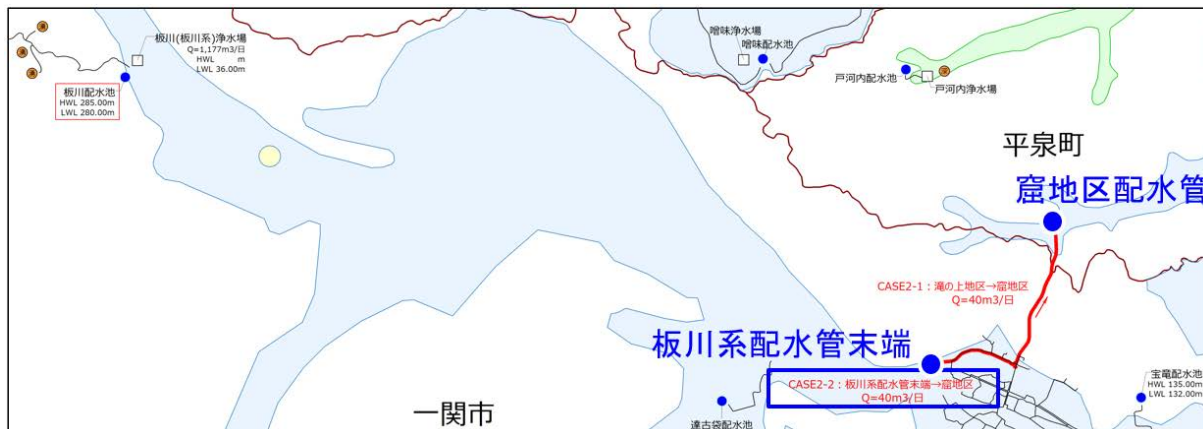 板川(板川系)浄水場
Q=1,177m3/日
HWL m
LWL 36.00m
板川配水池
HWL 285.00m
LWL 280.00m
噌味浄水場
噌味配水池
戸河内配水池
戸河内浄水場
平泉町
窟地区配水管
CASE2-1：滝の上地区→窟地区
Q=40m3/日
板川系配水管末端
CASE2-2：板川系配水管末端→窟地区
Q=40m3/日
宝竜配水池
HWL 135.00m
LWL 132.00m
一関市
達古袋配水池